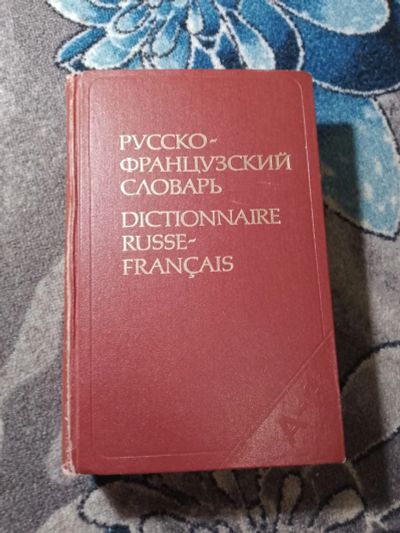 РУССКО-
ФРАНЦУЗСКИЙ
СЛОВАРЬ
DICTIONNAIRE
RUSSE-
FRANÇAIS